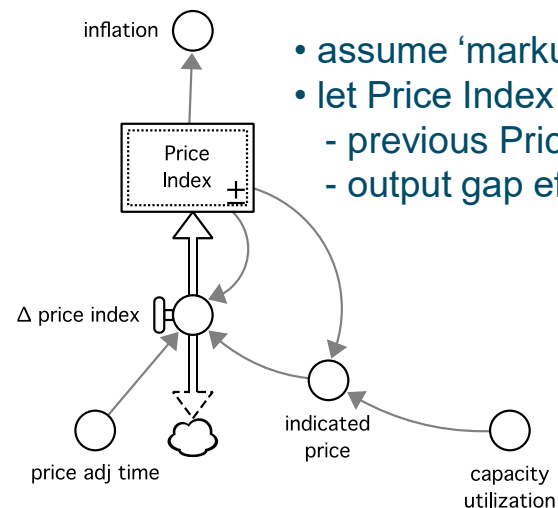 inflation
• assume ‘marku
• let Price Index
- previous Pric
- output gap ef
Price
Index
±
Δ price index
indicated
price
price adj time
capacity
utilization